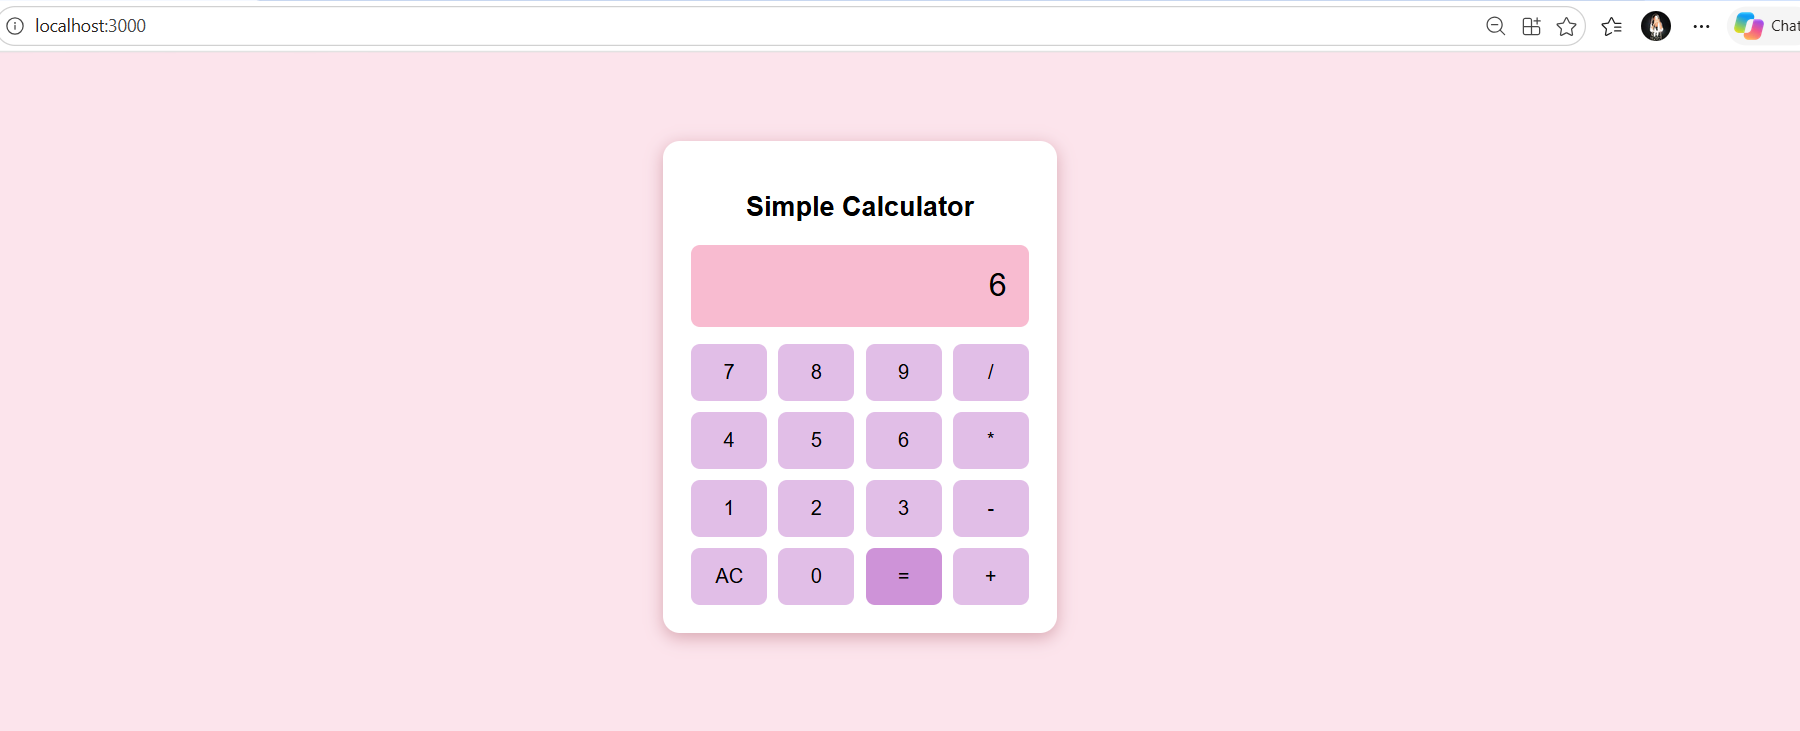 localhost:3000
Chat
Simple Calculator
6
7 8 9 /
4 5 6 *
1 2 3 -
AC 0 = +